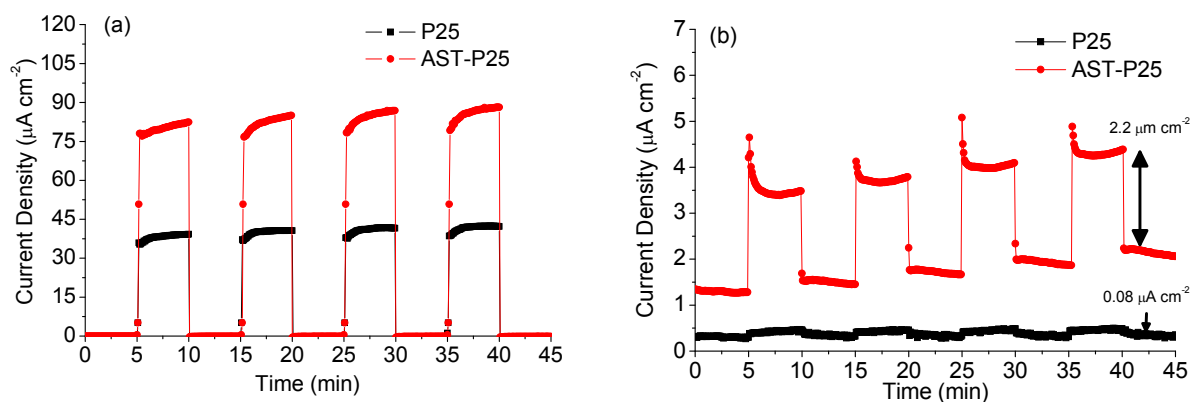 (a)
P25
AST-P25
120
105
90
75
60
45
30
15
0
Current Density (μA cm-2)
0 5 10 15 20 25 30 35 40 45
Time (min)
(b)
P25
AST-P25
7
6
5
4
3
2
1
0
Current Density (μA cm-2)
2.2 μm cm-2
0.08 μA cm-2
0 5 10 15 20 25 30 35 40 45
Time (min)